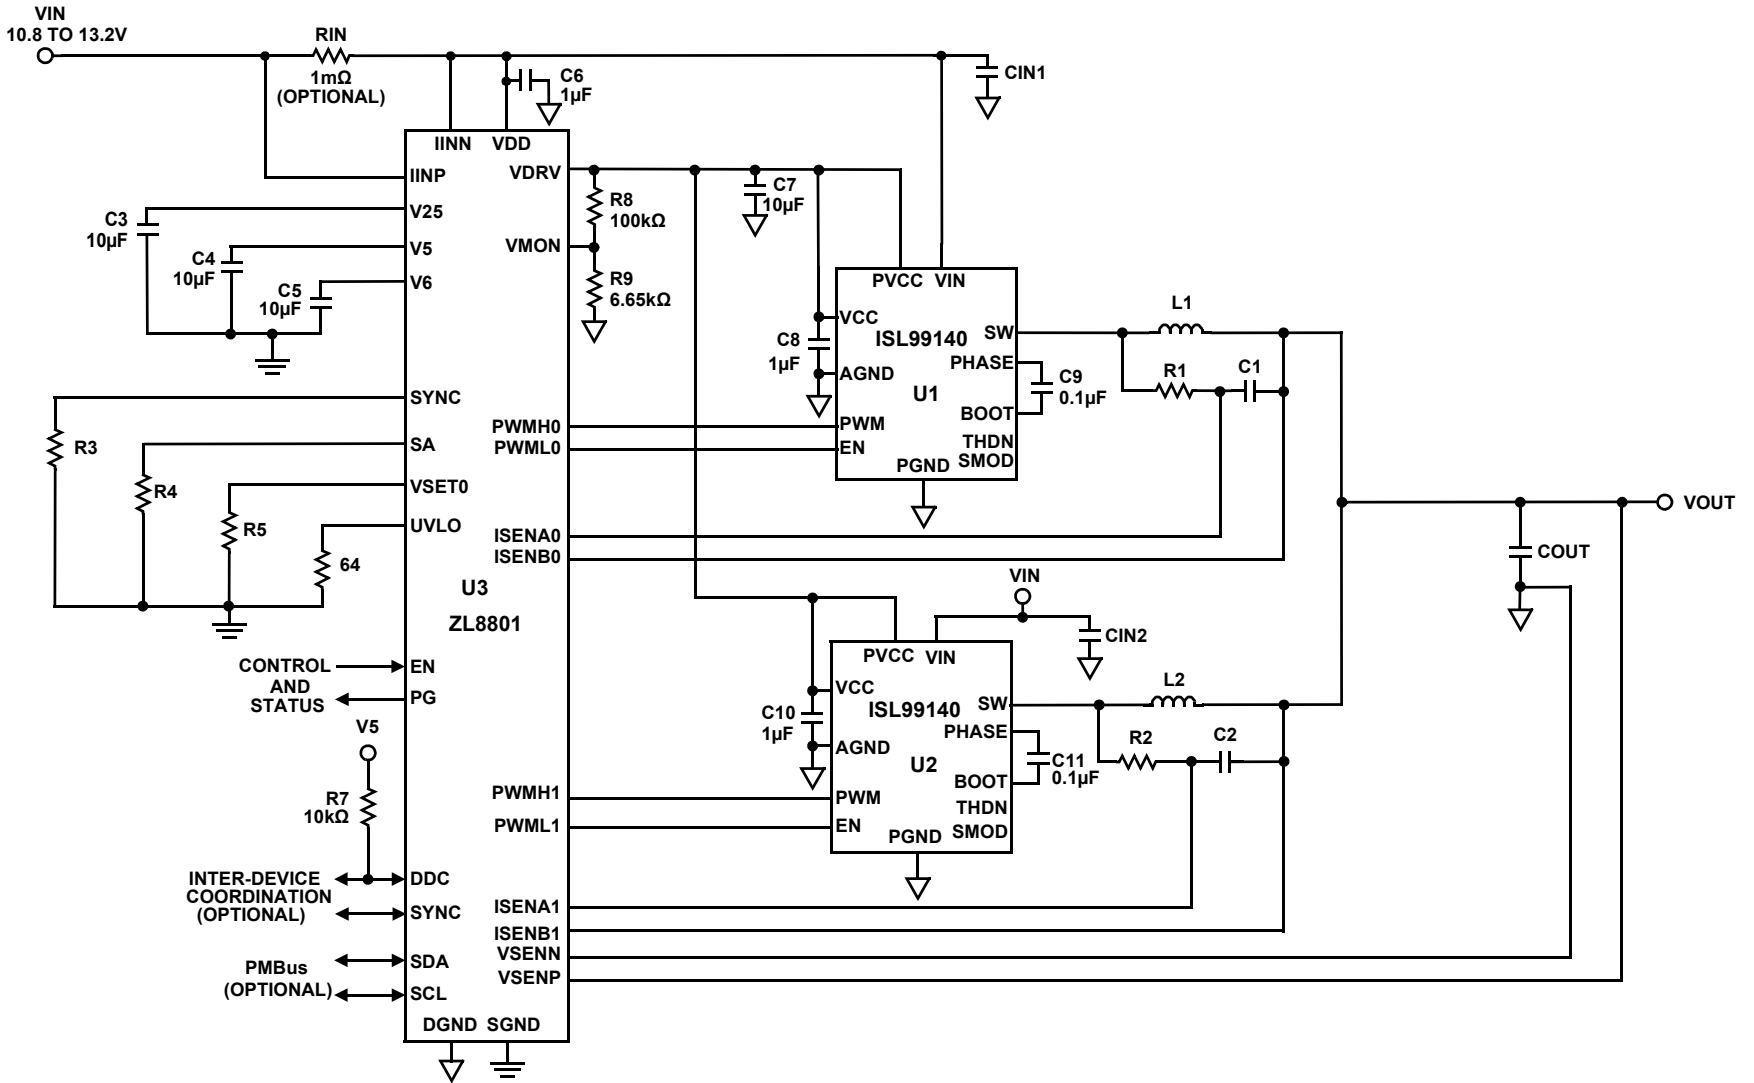 VIN
10.8 TO 13.2V
RIN
1mΩ
(OPTIONAL)
C6
1µF
CIN1
IINN
VDD
IINP
V25
V5
V6
VDRV
VMON
C3
10µF
C4
10µF
C5
10µF
R8
100kΩ
R9
6.65kΩ
C7
10µF
PVCC
VIN
VCC
ISL99140
SW
PHASE
AGND
U1
BOOT
PWM
THDN
EN
SMOD
PGND
C8
1µF
C9
0.1µF
L1
R1
C1
SYNC
SA
VSET0
UVLO
R3
R4
R5
64
PWMH0
PWML0
ISENA0
ISENB0
U3
ZL8801
VOUT
COUT
VIN
CIN2
PVCC
VIN
VCC
ISL99140
SW
PHASE
AGND
U2
BOOT
PWM
THDN
EN
SMOD
PGND
C10
1µF
C11
0.1µF
L2
R2
C2
CONTROL
AND
STATUS
EN
PG
V5
R7
10kΩ
PWMH1
PWML1
INTER-DEVICE
COORDINATION
(OPTIONAL)
DDC
SYNC
PMBus
(OPTIONAL)
SDA
SCL
ISENA1
ISENB1
VSENN
VSENP
DGND
SGND